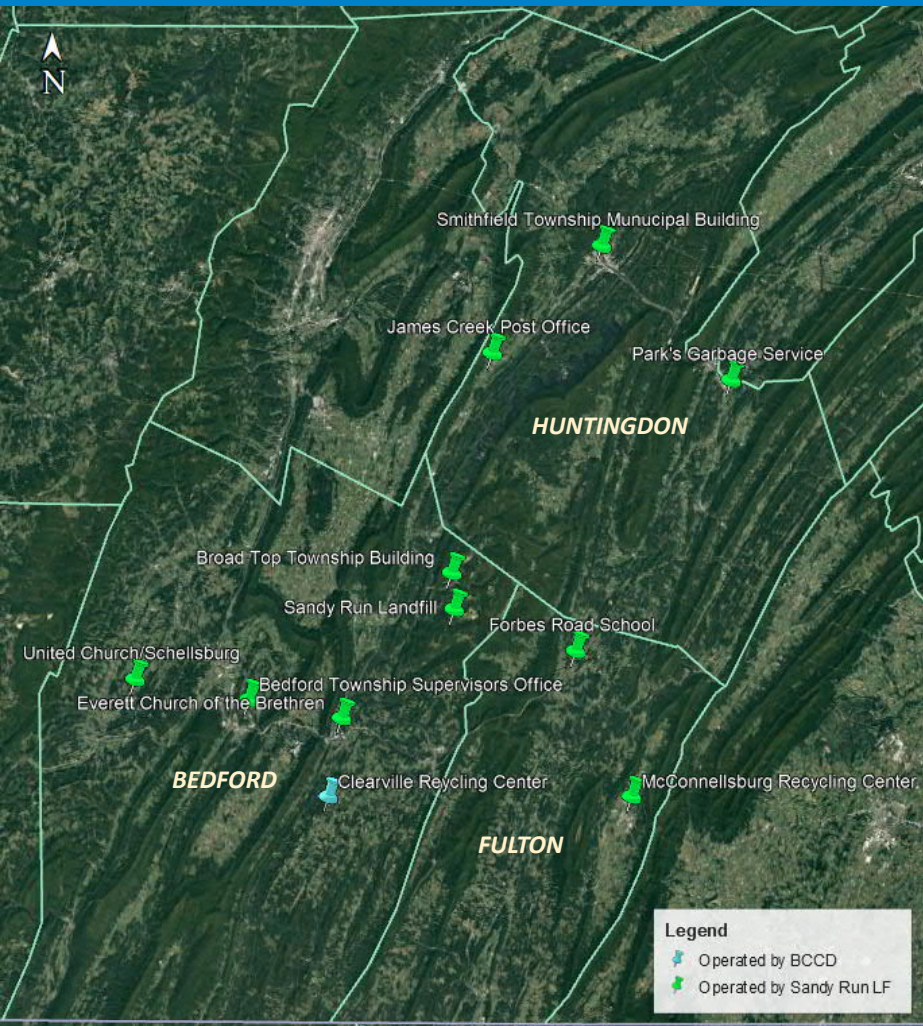 N
Smithfield Township Munucipal Building
James Creek Post Office
Park's Garbage Service
HUNTINGDON
Broad Top Township Building
Sandy Run Landfill
Forbes Road School
United Church/Schellsburg
Bedford Township Supervisors Office
Everett Church of the Brethren
BEDFORD
Clearville Reycling Center
McConnellsburg Recycling Center
FULTON
Legend
Operated by BCCD
Operated by Sandy Run LF